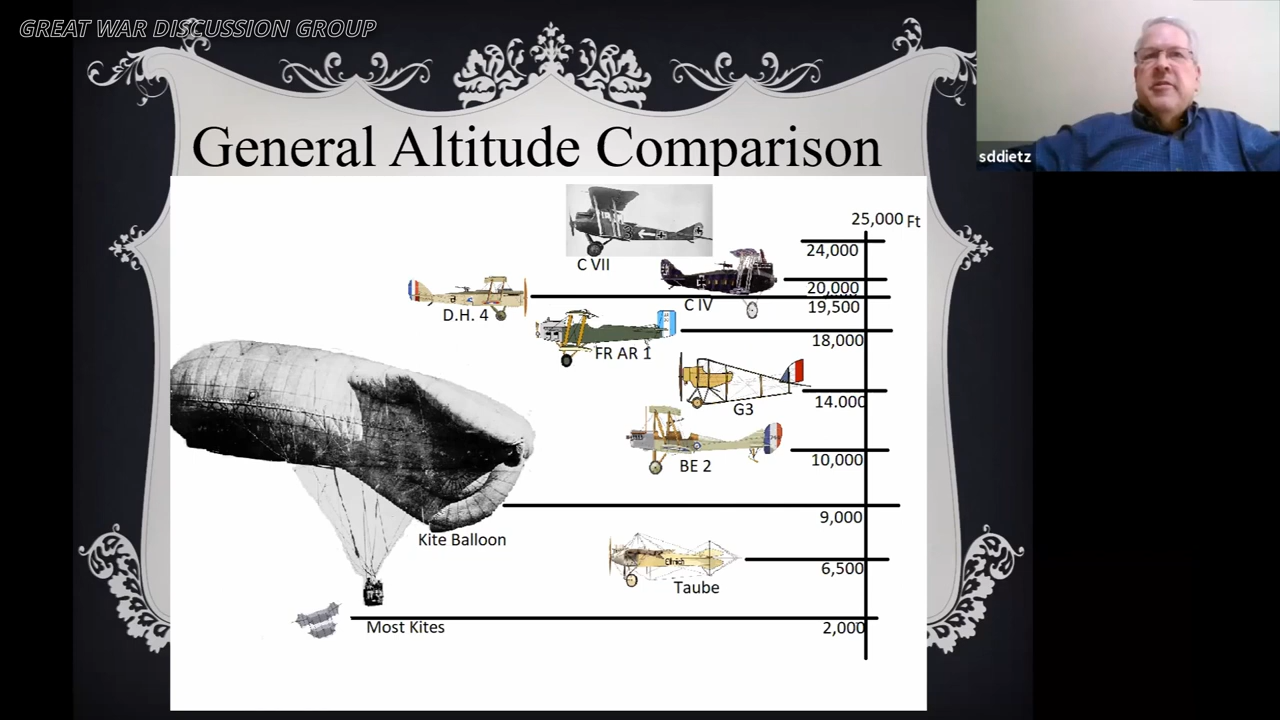 GREAT WAR DISCUSSION GROUP
sddietz
General Altitude Comparison
25,000 Ft
C VII
24,000
20,000
C IV
19,500
D.H. 4
18,000
FR AR 1
14.000
G3
10,000
BE 2
9,000
Kite Balloon
6,500
Taube
Most Kites
2,000